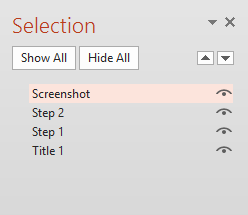 Selection
Show All Hide All
Screenshot
Step 2
Step 1
Title 1